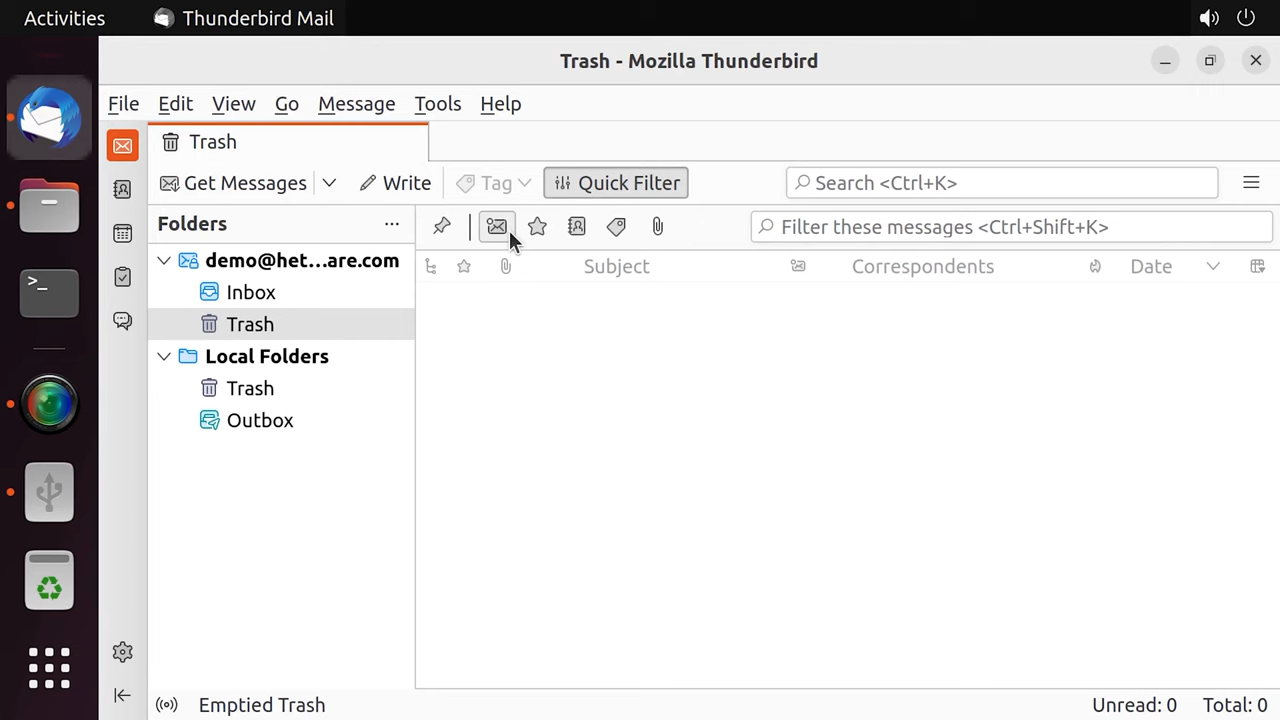 Activities
Thunderbird Mail
Trash - Mozilla Thunderbird
File Edit View Go Message Tools Help
Trash
Get Messages Write Tag Quick Filter Search <Ctrl+K>
Folders ...
Filter these messages <Ctrl+Shift+K>
Subject Correspondents Date
demo@het...are.com
Inbox
Trash
Local Folders
Trash
Outbox
Emptied Trash
Unread: 0 Total: 0